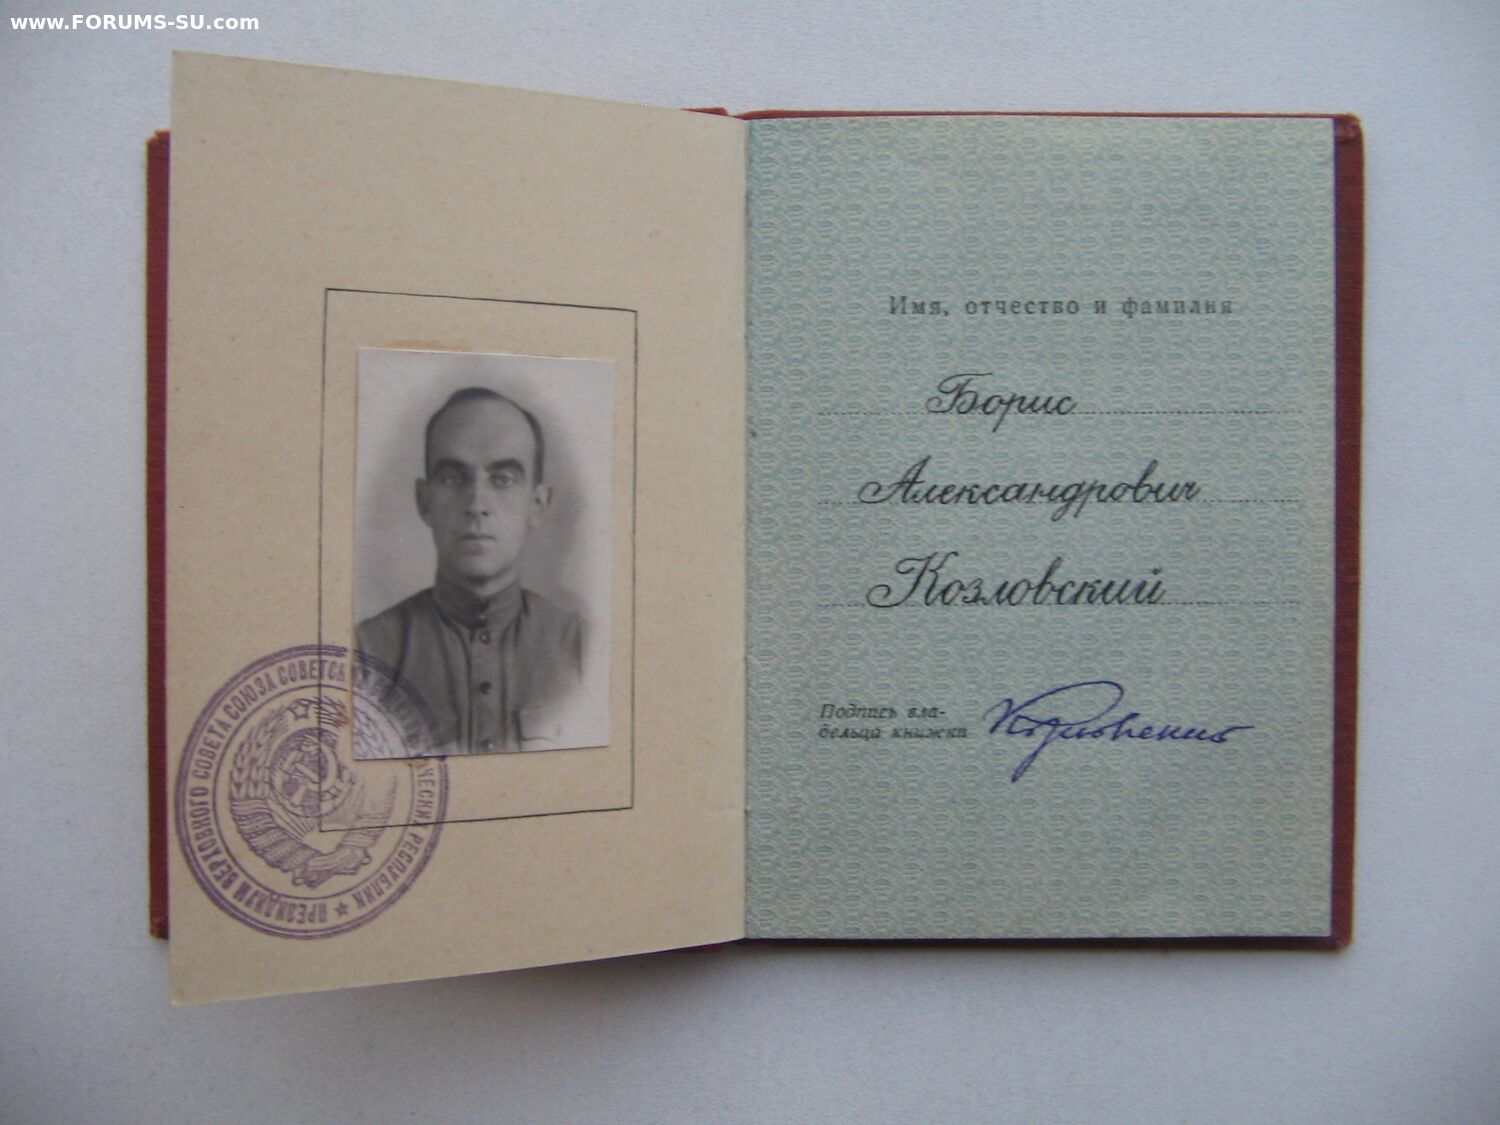 www.FORUMS-SU.com
ПРЕЗИДИУМ ВЕРХОВНОГО СОВЕТА СОЮЗА СОВЕТСКИХ РЕСПУБЛИК
Имя, отчество и фамилия
Борис
Александрович
Козловский
Подпись вла-
дельца книжки